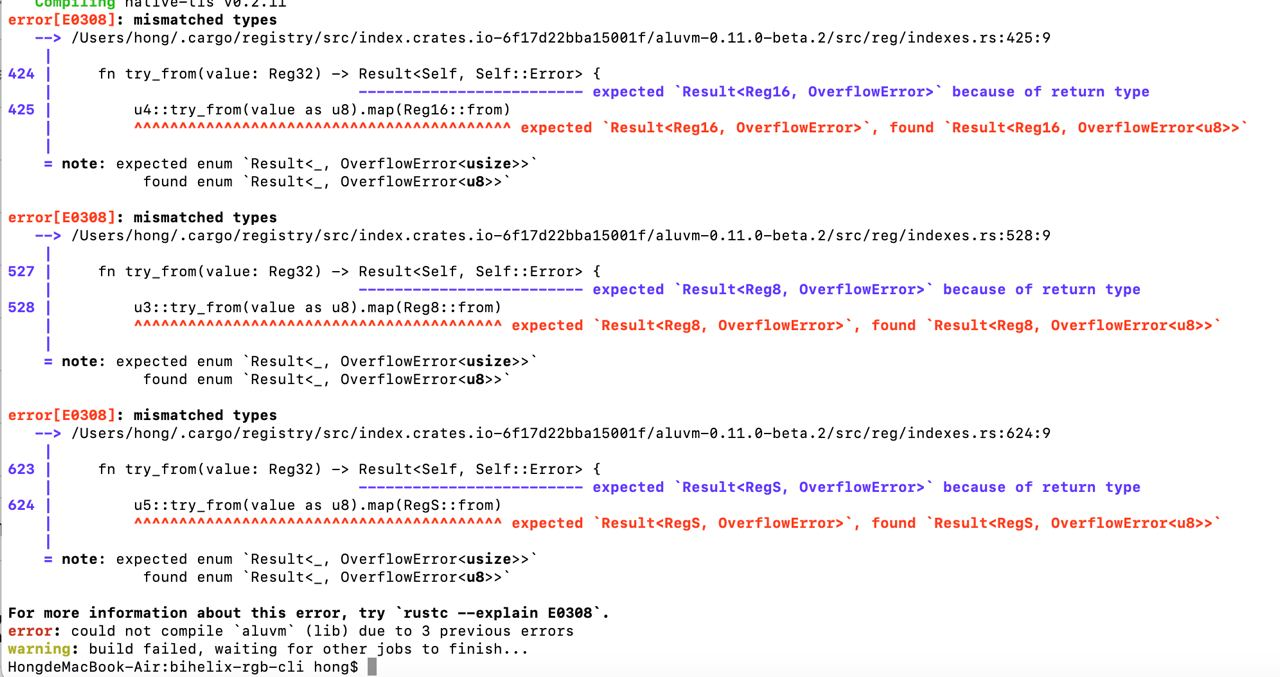 Compiling native-tls v0.2.11
error[E0308]: mismatched types
--> /Users/hong/.cargo/registry/src/index.crates.io-6f17d22bba15001f/aluvm-0.11.0-beta.2/src/reg/indexes.rs:425:9
|
424 |     fn try_from(value: Reg32) -> Result<Self, Self::Error> {
|                                  ------------------------- expected `Result<Reg16, OverflowError>` because of return type
425 |         u4::try_from(value as u8).map(Reg16::from)
|         ^^^^^^^^^^^^^^^^^^^^^^^^^^^^^^^^^^^^^^^^^^ expected `Result<Reg16, OverflowError>`, found `Result<Reg16, OverflowError<u8>>`
|
= note: expected enum `Result<_, OverflowError<usize>>`
found enum `Result<_, OverflowError<u8>>`
error[E0308]: mismatched types
--> /Users/hong/.cargo/registry/src/index.crates.io-6f17d22bba15001f/aluvm-0.11.0-beta.2/src/reg/indexes.rs:528:9
|
527 |     fn try_from(value: Reg32) -> Result<Self, Self::Error> {
|                                  ------------------------- expected `Result<Reg8, OverflowError>` because of return type
528 |         u3::try_from(value as u8).map(Reg8::from)
|         ^^^^^^^^^^^^^^^^^^^^^^^^^^^^^^^^^^^^^^^^^ expected `Result<Reg8, OverflowError>`, found `Result<Reg8, OverflowError<u8>>`
|
= note: expected enum `Result<_, OverflowError<usize>>`
found enum `Result<_, OverflowError<u8>>`
error[E0308]: mismatched types
--> /Users/hong/.cargo/registry/src/index.crates.io-6f17d22bba15001f/aluvm-0.11.0-beta.2/src/reg/indexes.rs:624:9
|
623 |     fn try_from(value: Reg32) -> Result<Self, Self::Error> {
|                                  ------------------------- expected `Result<RegS, OverflowError>` because of return type
624 |         u5::try_from(value as u8).map(RegS::from)
|         ^^^^^^^^^^^^^^^^^^^^^^^^^^^^^^^^^^^^^^^^^ expected `Result<RegS, OverflowError>`, found `Result<RegS, OverflowError<u8>>`
|
= note: expected enum `Result<_, OverflowError<usize>>`
found enum `Result<_, OverflowError<u8>>`
For more information about this error, try `rustc --explain E0308`.
error: could not compile `aluvm` (lib) due to 3 previous errors
warning: build failed, waiting for other jobs to finish...
HongdeMacBook-Air:bihelix-rgb-cli hong$